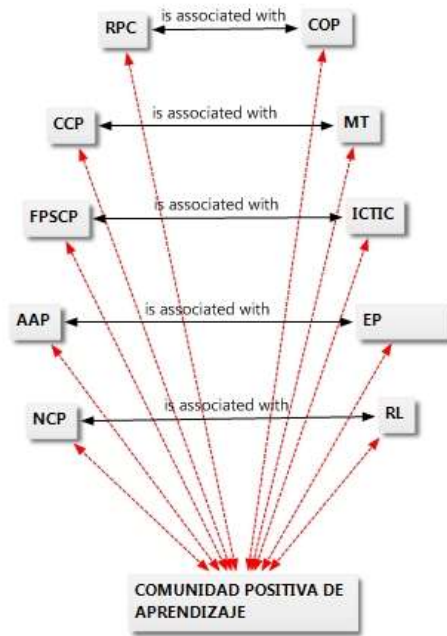 RPC is associated with COP
CCP is associated with MT
FPSCP is associated with ICTIC
AAP is associated with EP
NCP is associated with RL
COMUNIDAD POSITIVA DE
APRENDIZAJE